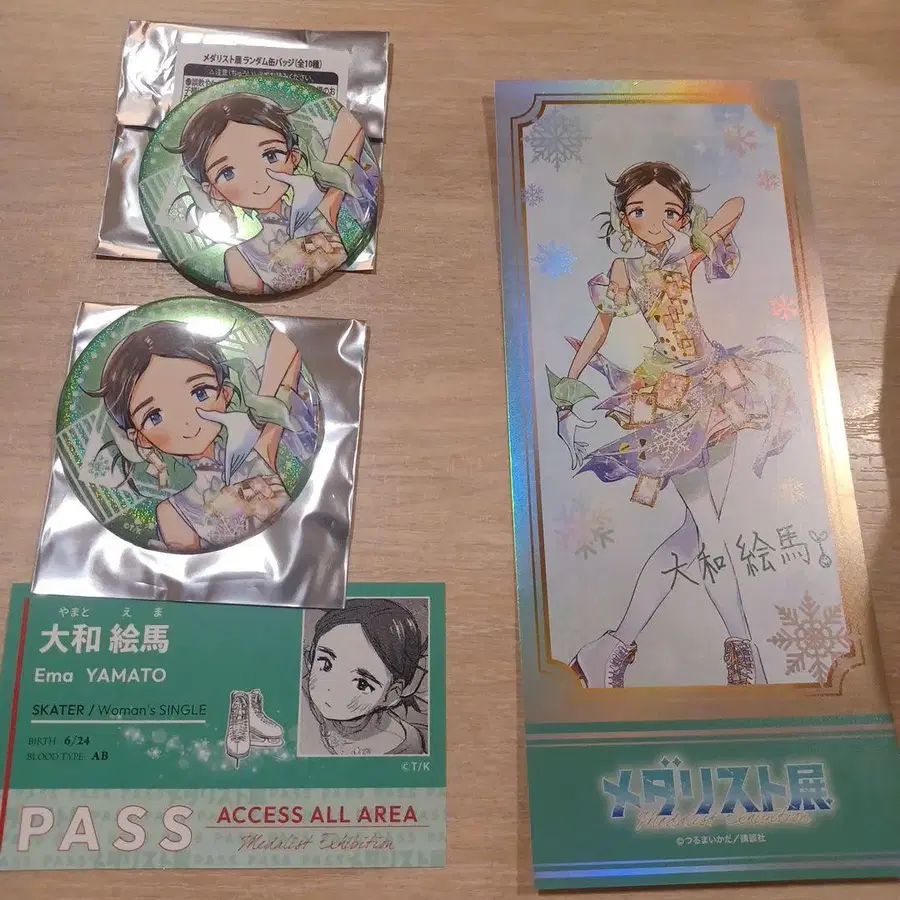 メダリスト展 ランダム缶バッジ(全10種)
©T/K
やまと えま
大和 絵馬
Ema YAMATO
SKATER / Woman's SINGLE
BIRTH 6/24
BLOOD TYPE: AB
©T/K
PASS
ACCESS ALL AREA
Medalist Exhibition
大和絵馬
メダリスト展
Medalist Exhibition
©つるまいかだ/講談社